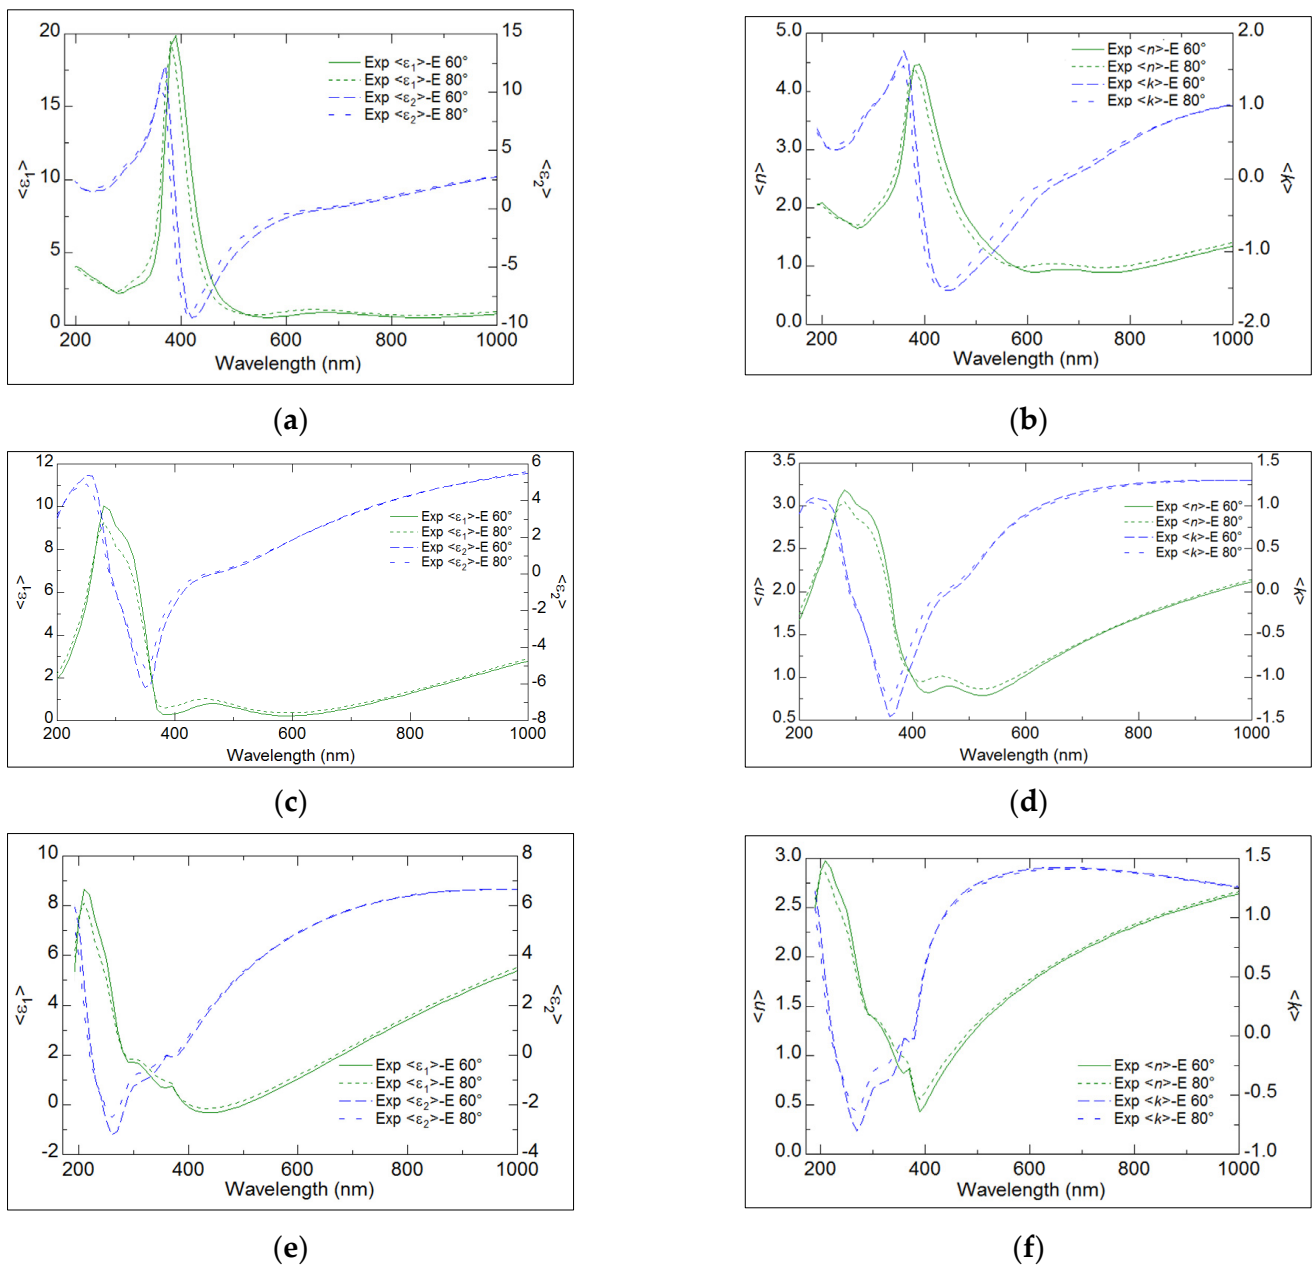 20
15
10
5
0
<ε1>
15
10
5
0
-5
-10
<ε2>
Exp <ε1>-E 60°
Exp <ε1>-E 80°
Exp <ε2>-E 60°
Exp <ε2>-E 80°
200 400 600 800 1000
Wavelength (nm)
(a)
5.0
4.0
3.0
2.0
1.0
0.0
<n>
2.0
1.0
0.0
-1.0
-2.0
<k>
Exp <n>-E 60°
Exp <n>-E 80°
Exp <k>-E 60°
Exp <k>-E 80°
200 400 600 800 1000
Wavelength (nm)
(b)
12
10
8
6
4
2
0
<ε1>
6
4
2
0
-2
-4
-6
-8
<ε2>
Exp <ε1>-E 60°
Exp <ε1>-E 80°
Exp <ε2>-E 60°
Exp <ε2>-E 80°
200 400 600 800 1000
Wavelength (nm)
(c)
3.5
3.0
2.5
2.0
1.5
1.0
0.5
<n>
1.5
1.0
0.5
0.0
-0.5
-1.0
-1.5
<k>
Exp <n>-E 60°
Exp <n>-E 80°
Exp <k>-E 60°
Exp <k>-E 80°
200 400 600 800 1000
Wavelength (nm)
(d)
10
8
6
4
2
0
-2
<ε1>
8
6
4
2
0
-2
-4
<ε2>
Exp <ε1>-E 60°
Exp <ε1>-E 80°
Exp <ε2>-E 60°
Exp <ε2>-E 80°
200 400 600 800 1000
Wavelength (nm)
(e)
3.0
2.5
2.0
1.5
1.0
0.5
0.0
<n>
1.5
1.0
0.5
0.0
-0.5
-1.0
<k>
Exp <n>-E 60°
Exp <n>-E 80°
Exp <k>-E 60°
Exp <k>-E 80°
200 400 600 800 1000
Wavelength (nm)
(f)